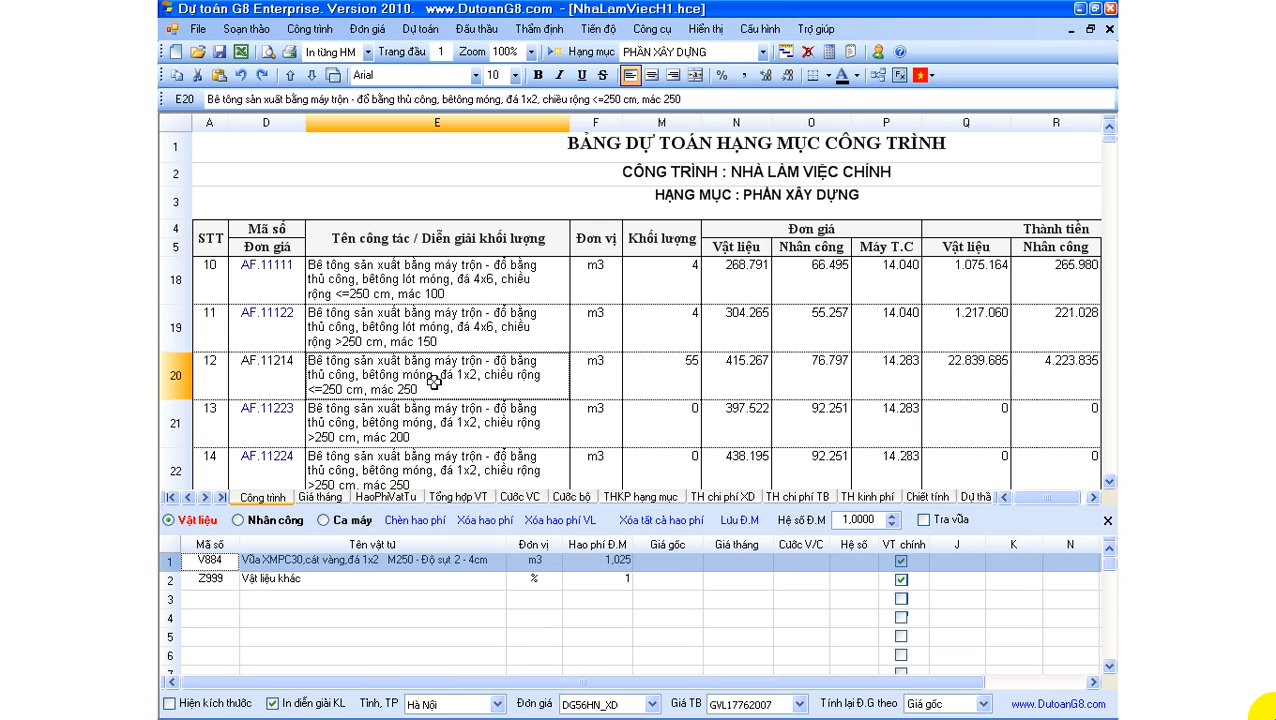 Dự toán G8 Enterprise. Version 2010. www.DutoanG8.com - [NhaLamViecH1.hce]
File Soạn thảo Công trình Đơn giá Dự toán Đấu thầu Thẩm định Tiến độ Công cụ Hiển thị Cấu hình Trợ giúp
In từng HM Trang đầu 1 Zoom 100% Hạng mục PHẦN XÂY DỰNG
Arial 10 B I U S % ,
E20 Bê tông sản xuất bằng máy trộn - đổ bằng thủ công, bêtông móng, đá 1x2, chiều rộng <=250 cm, mác 250
A D E F M N O P Q R
1 BẢNG DỰ TOÁN HẠNG MỤC CÔNG TRÌNH
2 CÔNG TRÌNH : NHÀ LÀM VIỆC CHÍNH
3 HẠNG MỤC : PHẦN XÂY DỰNG
4 STT Mã số Tên công tác / Diễn giải khối lượng Đơn vị Khối lượng Đơn giá Thành tiền
5 Đơn giá Vật liệu Nhân công Máy T.C Vật liệu Nhân công
18 10 AF.11111 Bê tông sản xuất bằng máy trộn - đổ bằng m3 4 268.791 66.495 14.040 1.075.164 265.980
thủ công, bêtông lót móng, đá 4x6, chiều
rộng <=250 cm, mác 100
19 11 AF.11122 Bê tông sản xuất bằng máy trộn - đổ bằng m3 4 304.265 55.257 14.040 1.217.060 221.028
thủ công, bêtông lót móng, đá 4x6, chiều
rộng >250 cm, mác 150
20 12 AF.11214 Bê tông sản xuất bằng máy trộn - đổ bằng m3 55 415.267 76.797 14.283 22.839.685 4.223.835
thủ công, bêtông móng, đá 1x2, chiều rộng
<=250 cm, mác 250
21 13 AF.11223 Bê tông sản xuất bằng máy trộn - đổ bằng m3 0 397.522 92.251 14.283 0 0
thủ công, bêtông móng, đá 1x2, chiều rộng
>250 cm, mác 200
22 14 AF.11224 Bê tông sản xuất bằng máy trộn - đổ bằng m3 0 438.195 92.251 14.283 0 0
thủ công, bêtông móng, đá 1x2, chiều rộng
>250 cm, mác 250
Công trình Giá tháng HaoPhiVatTu Tổng hợp VT Cước VC Cước bộ THKP hạng mục TH chi phí XD TH chi phí TB TH kinh phí Chiết tính Dự thầ
Vật liệu Nhân công Ca máy Chèn hao phí Xóa hao phí Xóa hao phí VL Xóa tất cả hao phí Lưu Đ.M Hệ số Đ.M 1,0000 Tra vữa
Mã số Tên vật tư Đơn vị Hao phí Đ.M Giá gốc Giá tháng Cước V/C Hệ số VT chính J K N
1 V884 Vữa XMPC30,cát vàng,đá 1x2 M250 - Độ sụt 2 - 4cm m3 1,025
2 Z999 Vật liệu khác % 1
3
4
5
6
7
Hiện kích thước In diễn giải KL Tỉnh, TP Hà Nội Đơn giá DG56HN_XD Giá TB GVL17762007 Tính lại Đ.G theo Giá gốc www.DutoanG8.com